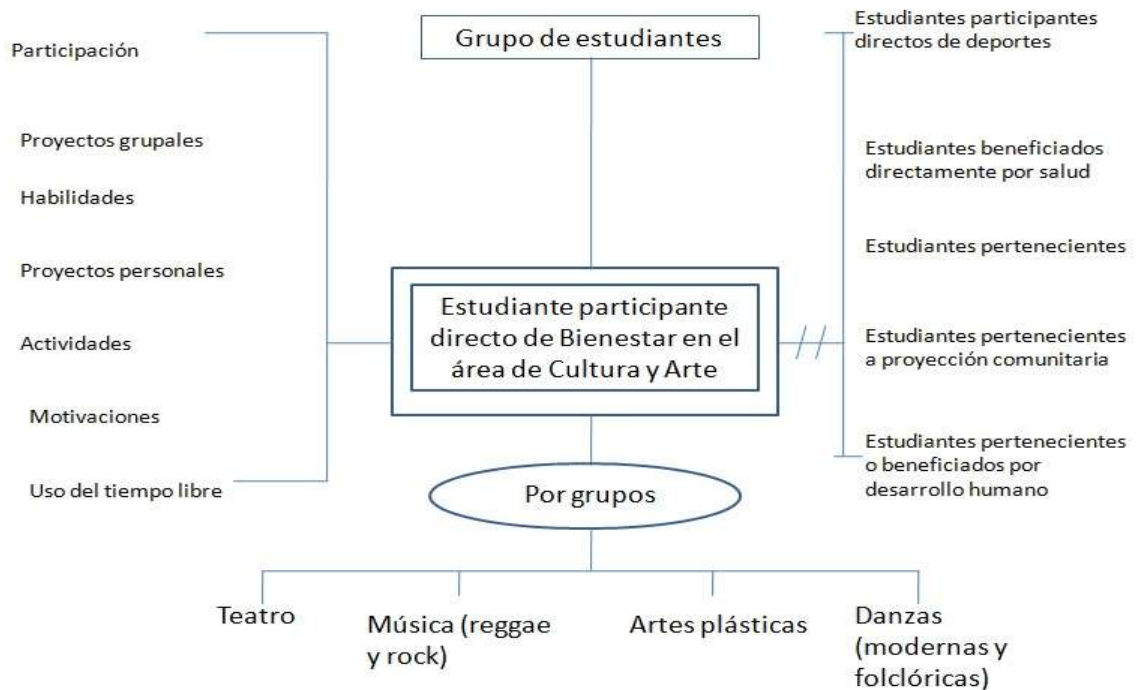 Participación
Proyectos grupales
Habilidades
Proyectos personales
Actividades
Motivaciones
Uso del tiempo libre
Grupo de estudiantes
Estudiante participante
directo de Bienestar en el
área de Cultura y Arte
Estudiantes participantes
directos de deportes
Estudiantes beneficiados
directamente por salud
Estudiantes pertenecientes
Estudiantes pertenecientes
a proyección comunitaria
Estudiantes pertenecientes
o beneficiados por
desarrollo humano
Por grupos
Teatro
Música (reggae
y rock)
Artes plásticas
Danzas
(modernas y
folclóricas)